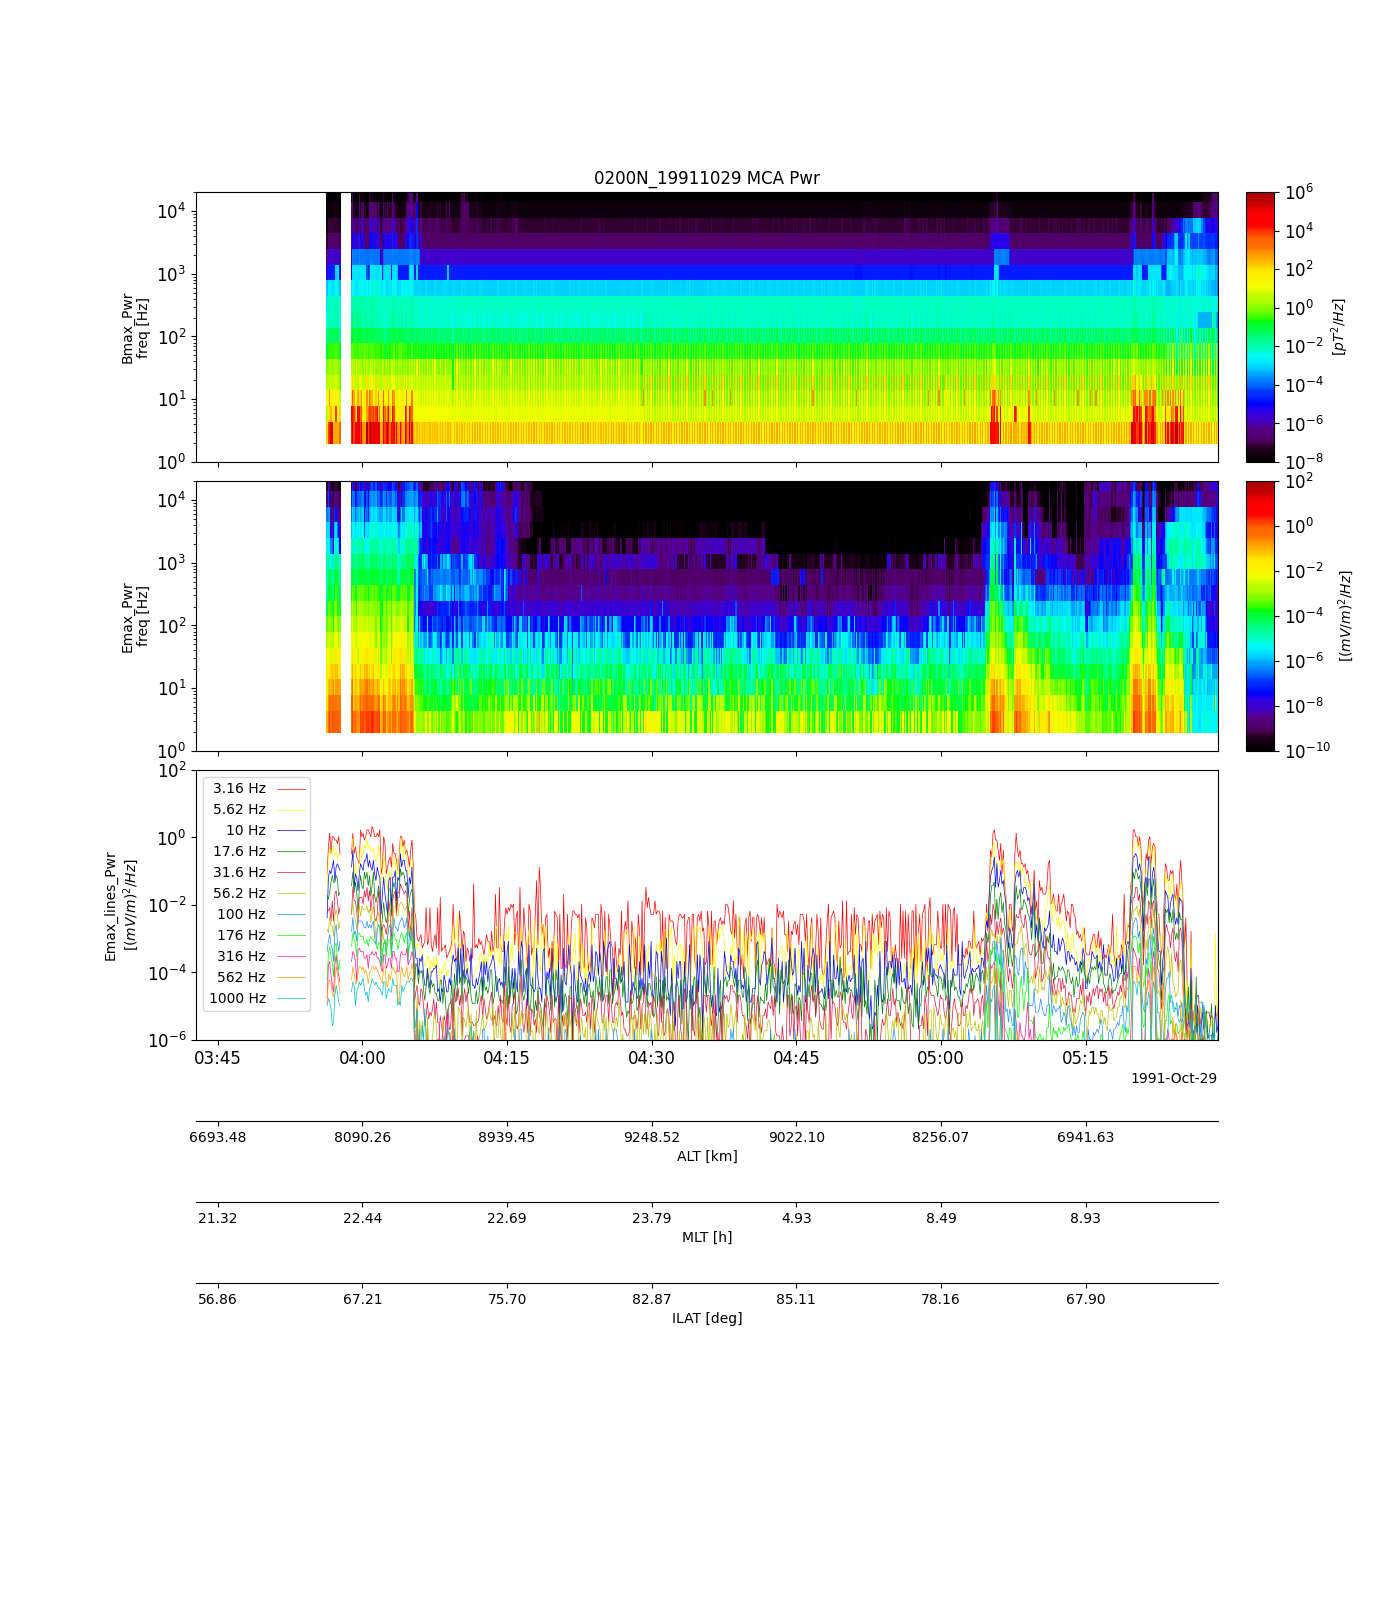 0200N_19911029 MCA Pwr
10^4
10^3
10^2
10^1
10^0
Bmax_Pwr
freq [Hz]
10^6
10^4
10^2
10^0
10^-2
10^-4
10^-6
10^-8
[pT^2/Hz]
10^4
10^3
10^2
10^1
10^0
Emax_Pwr
freq [Hz]
10^2
10^0
10^-2
10^-4
10^-6
10^-8
10^-10
[(mV/m)^2/Hz]
10^2
10^0
10^-2
10^-4
10^-6
Emax_lines_Pwr
[(mV/m)^2/Hz]
3.16 Hz
5.62 Hz
10 Hz
17.6 Hz
31.6 Hz
56.2 Hz
100 Hz
176 Hz
316 Hz
562 Hz
1000 Hz
03:45 04:00 04:15 04:30 04:45 05:00 05:15
1991-Oct-29
6693.48 8090.26 8939.45 9248.52 9022.10 8256.07 6941.63
ALT [km]
21.32 22.44 22.69 23.79 4.93 8.49 8.93
MLT [h]
56.86 67.21 75.70 82.87 85.11 78.16 67.90
ILAT [deg]